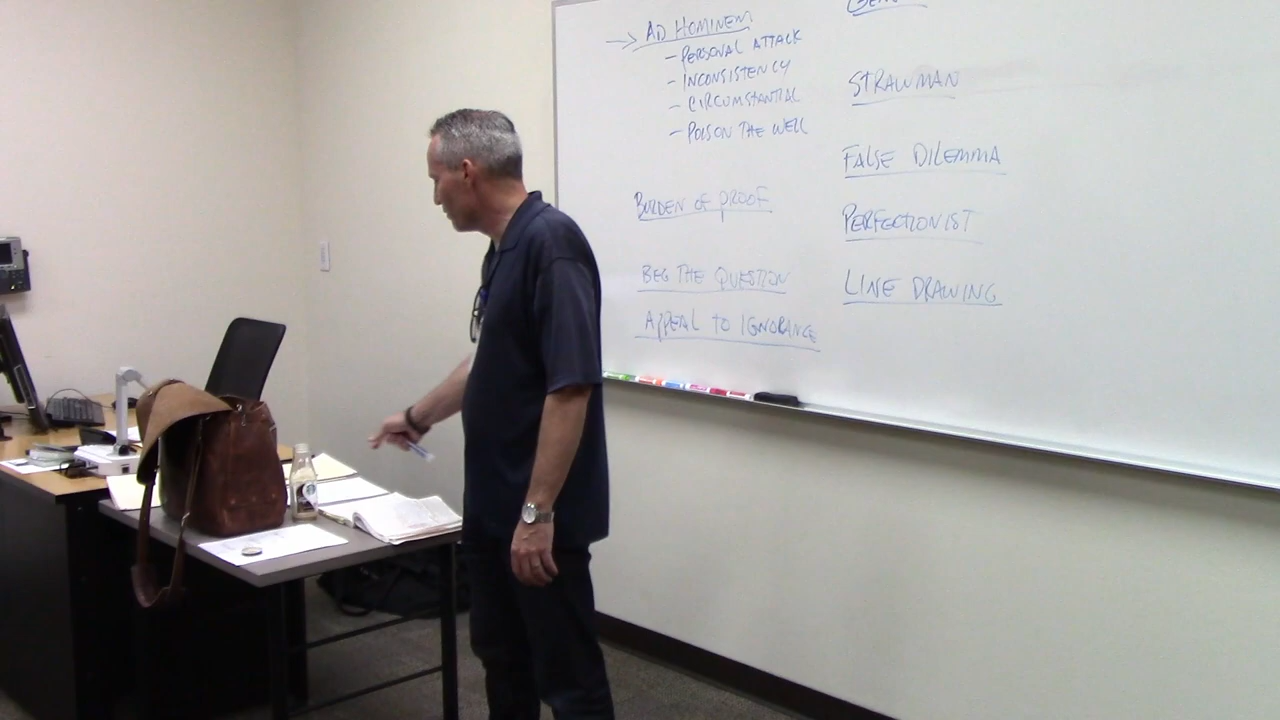 AD HOMINEM
- PERSONAL ATTACK
- INCONSISTENCY
- CIRCUMSTANTIAL
- POISON THE WELL
BURDEN OF PROOF
BEG THE QUESTION
APPEAL TO IGNORANCE
STRAWMAN
FALSE DILEMMA
PERFECTIONIST
LINE DRAWING